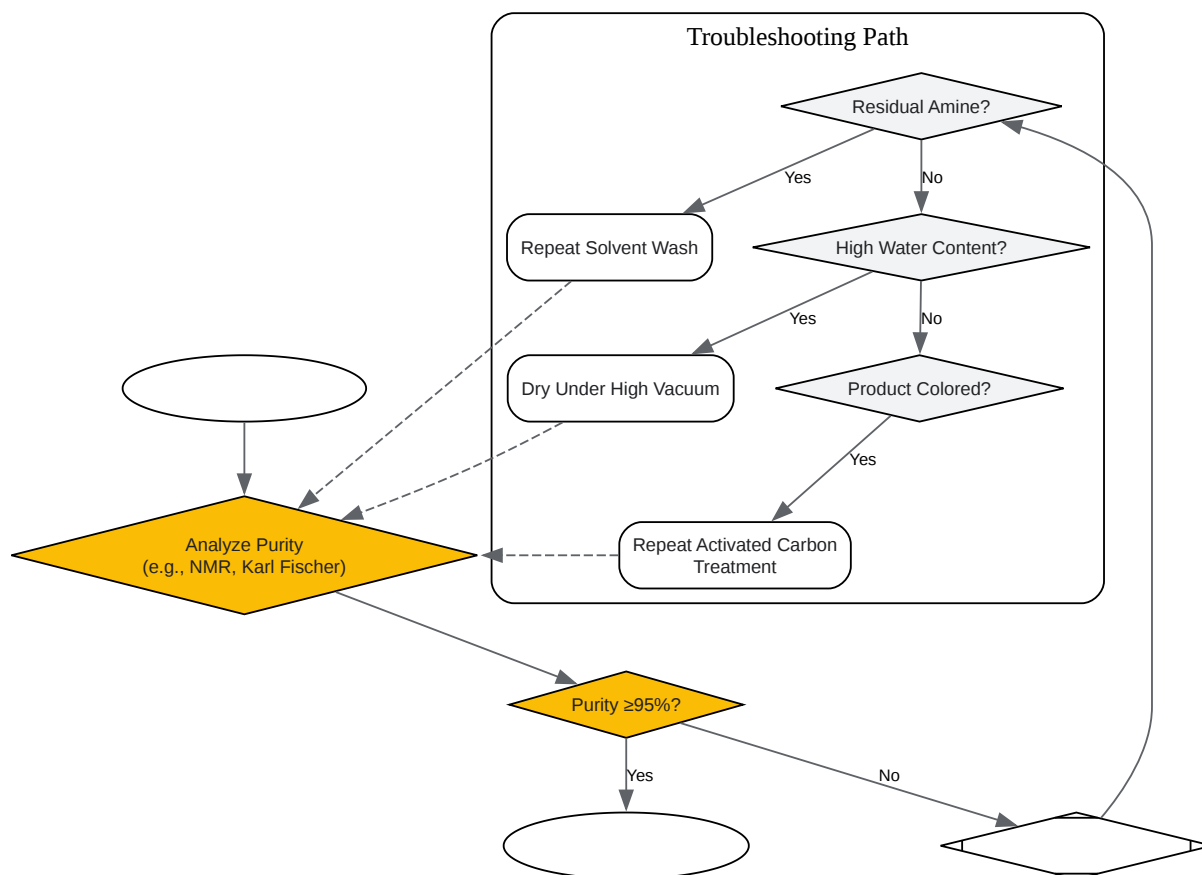 Troubleshooting Path
Residual Amine?
Yes
No
Repeat Solvent Wash
High Water Content?
Yes
No
Dry Under High Vacuum
Product Colored?
Yes
Repeat Activated Carbon
Treatment
Analyze Purity
(e.g., NMR, Karl Fischer)
Purity ≥95%?
Yes
No